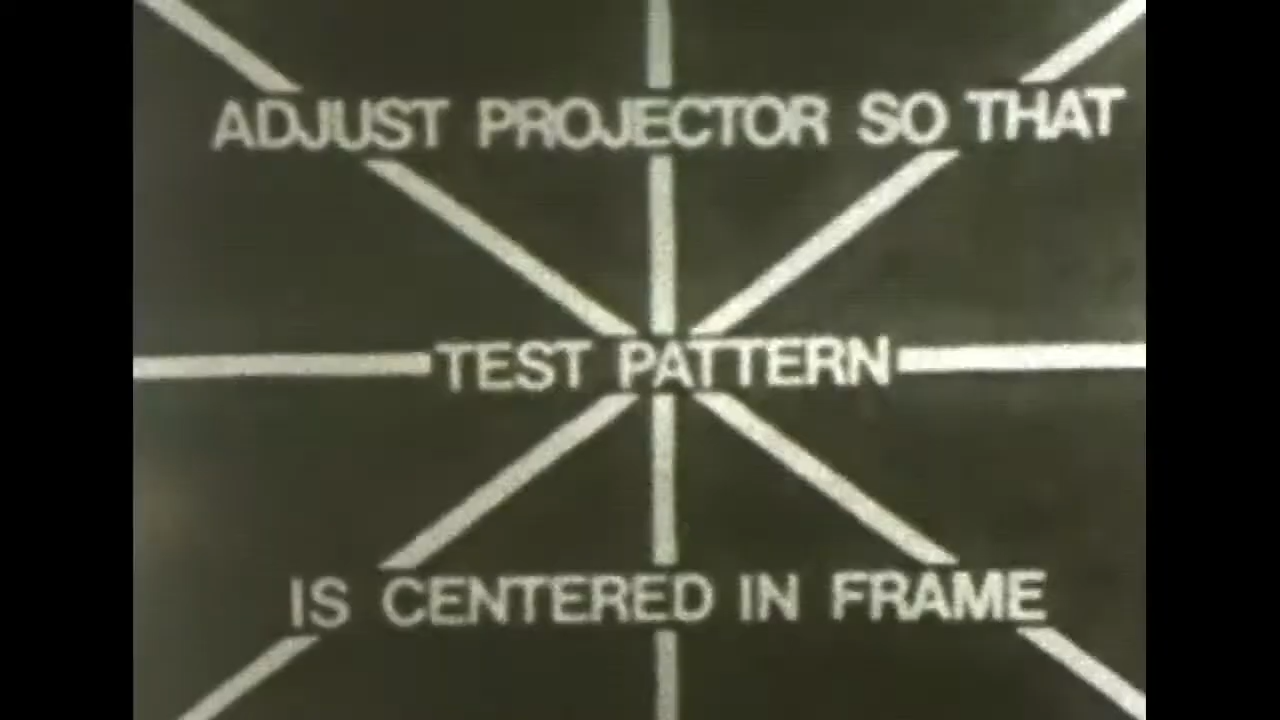 ADJUST PROJECTOR SO THAT
TEST PATTERN
IS CENTERED IN FRAME